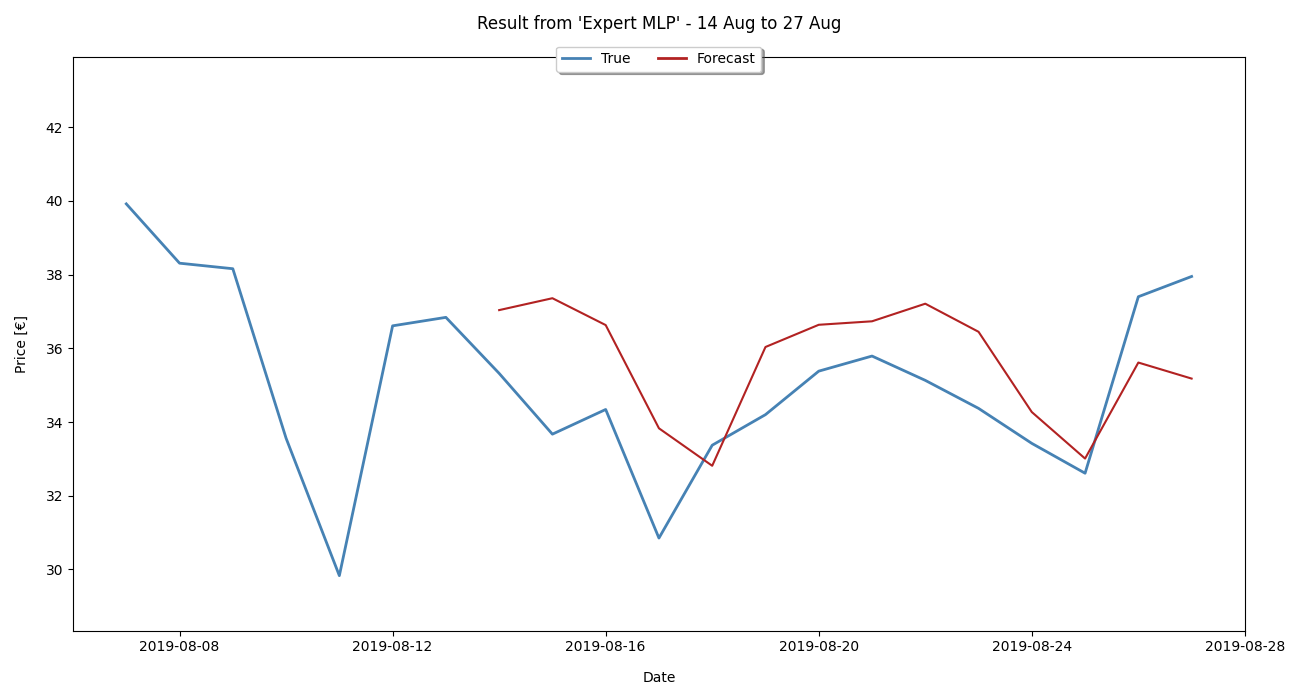 Result from 'Expert MLP' - 14 Aug to 27 Aug
True Forecast
Price [€]
42
40
38
36
34
32
30
2019-08-08 2019-08-12 2019-08-16 2019-08-20 2019-08-24 2019-08-28
Date